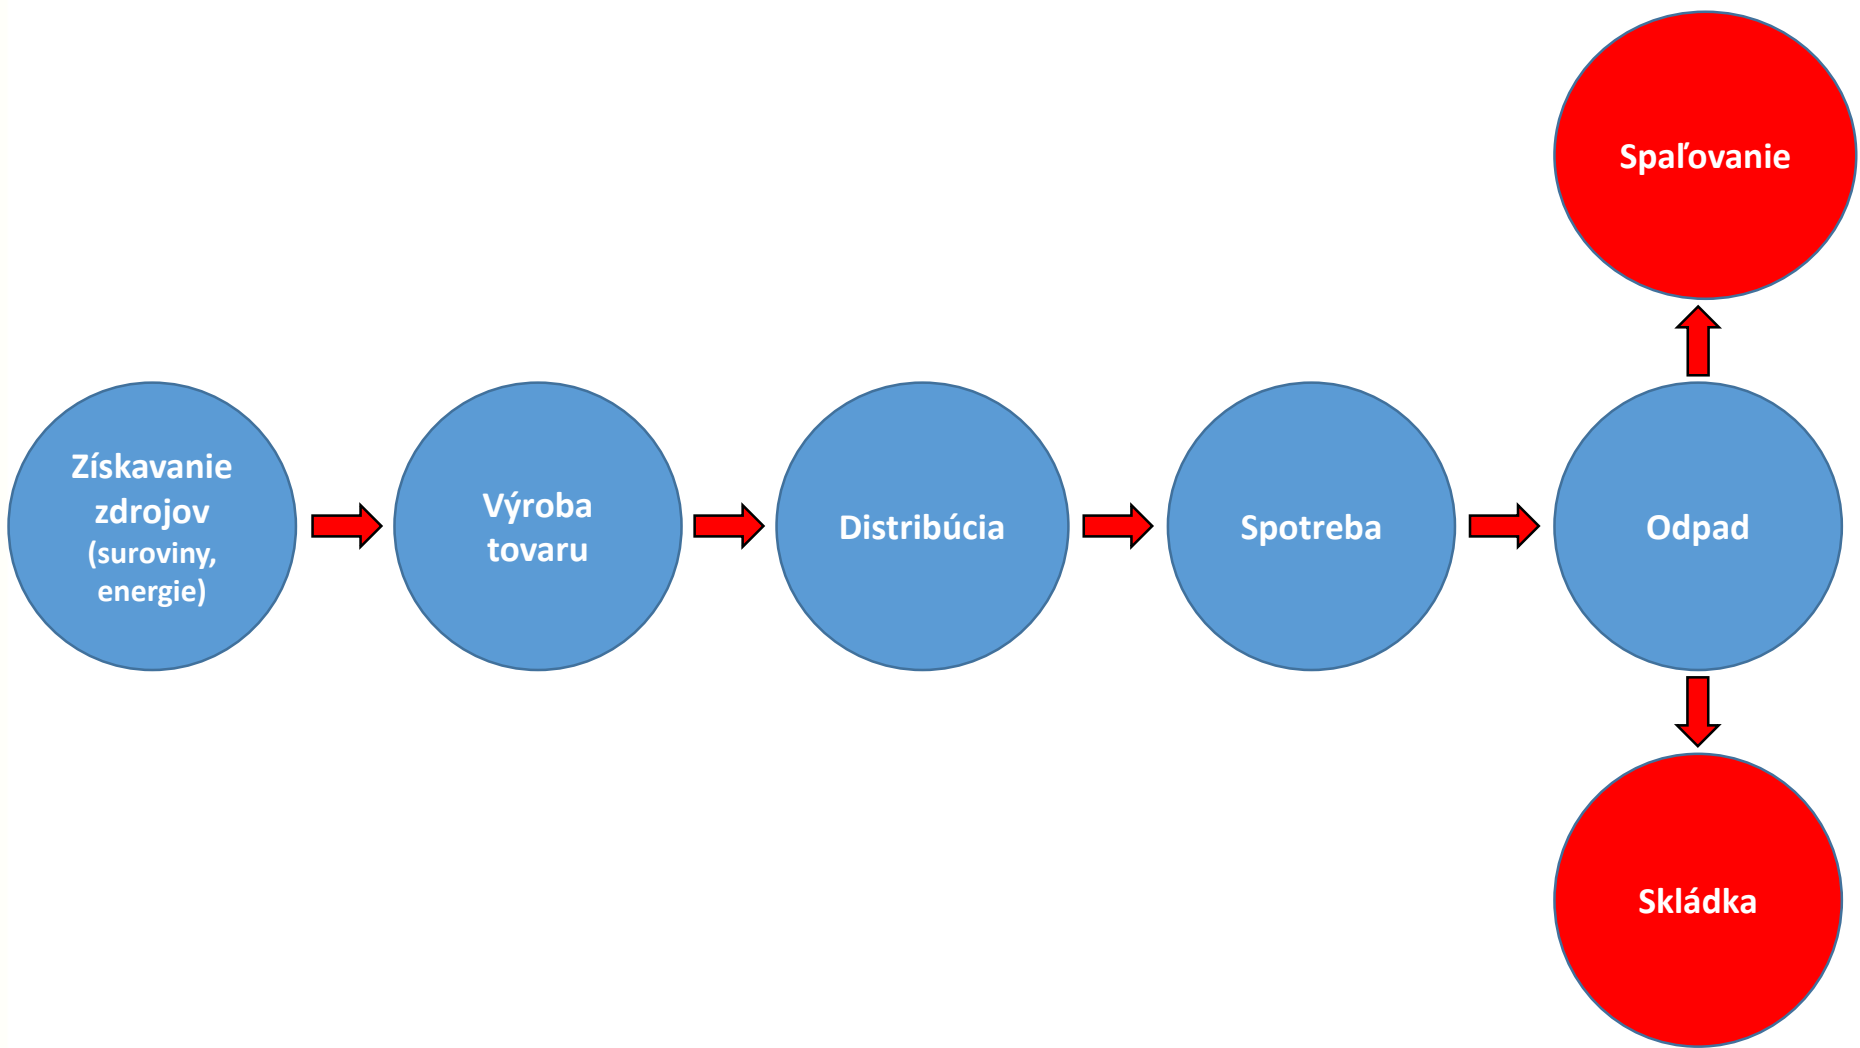 Spaľovanie
Získavanie
zdrojov
(suroviny,
energie)
Výroba
tovaru
Distribúcia
Spotreba
Odpad
Skládka